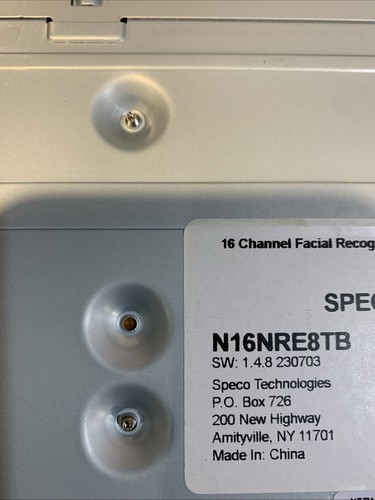 16 Channel Facial Recog
SPEC
N16NRE8TB
SW: 1.4.8 230703
Speco Technologies
P.O. Box 726
200 New Highway
Amityville, NY 11701
Made In: China